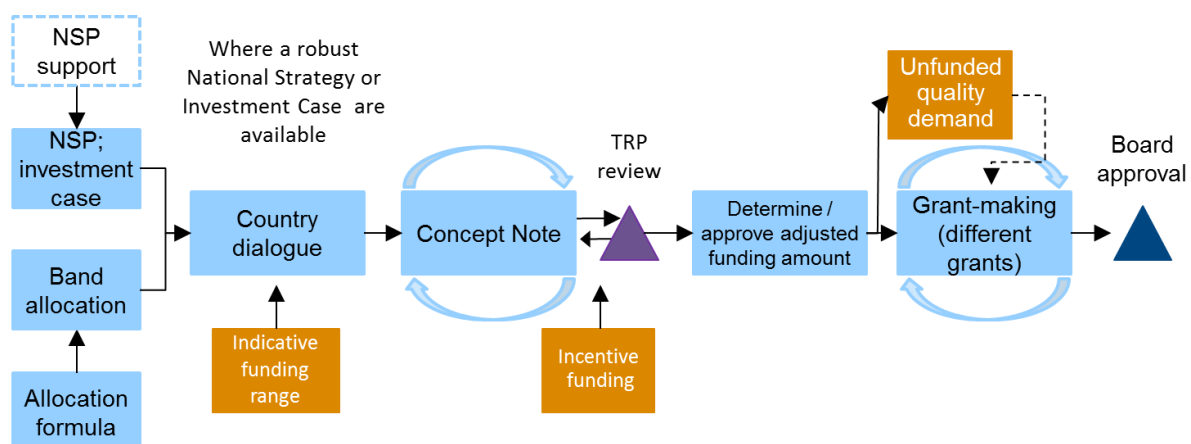 NSP
support
NSP;
investment
case
Band
allocation
Allocation
formula
Where a robust
National Strategy or
Investment Case are
available
Country
dialogue
Indicative
funding
range
Concept Note
TRP
review
Incentive
funding
Determine /
approve adjusted
funding amount
Unfunded
quality
demand
Grant-making
(different
grants)
Board
approval